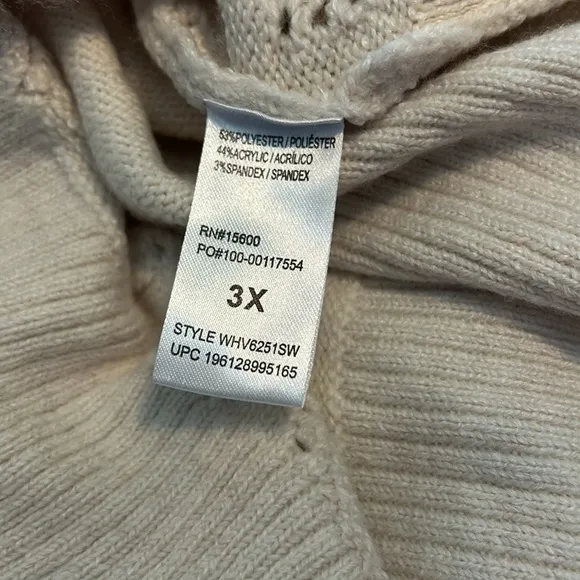 53%POLYESTER / POLIÉSTER
44%ACRYLIC / ACRÍLICO
3%SPANDEX / SPANDEX
RN#15600
PO#100-00117554
3X
STYLE WHV6251SW
UPC 196128995165